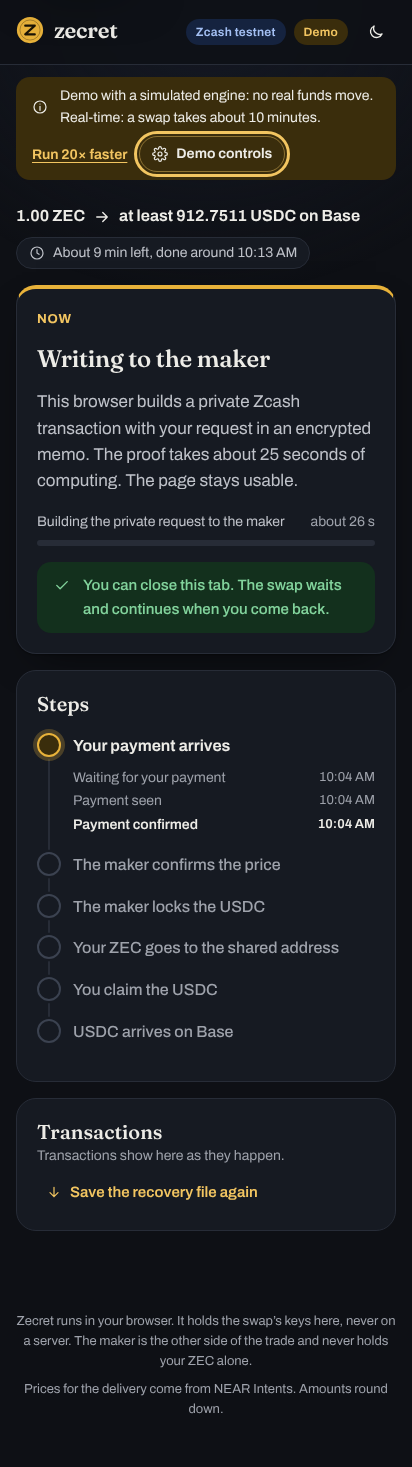 zecret
Zcash testnet
Demo
Demo with a simulated engine: no real funds move.
Real-time: a swap takes about 10 minutes.
Run 20× faster
Demo controls
1.00 ZEC → at least 912.7511 USDC on Base
About 9 min left, done around 10:13 AM
NOW
Writing to the maker
This browser builds a private Zcash
transaction with your request in an encrypted
memo. The proof takes about 25 seconds of
computing. The page stays usable.
Building the private request to the maker about 26 s
You can close this tab. The swap waits
and continues when you come back.
Steps
Your payment arrives
Waiting for your payment 10:04 AM
Payment seen 10:04 AM
Payment confirmed 10:04 AM
The maker confirms the price
The maker locks the USDC
Your ZEC goes to the shared address
You claim the USDC
USDC arrives on Base
Transactions
Transactions show here as they happen.
Save the recovery file again
Zecret runs in your browser. It holds the swap’s keys here, never on
a server. The maker is the other side of the trade and never holds
your ZEC alone.
Prices for the delivery come from NEAR Intents. Amounts round
down.